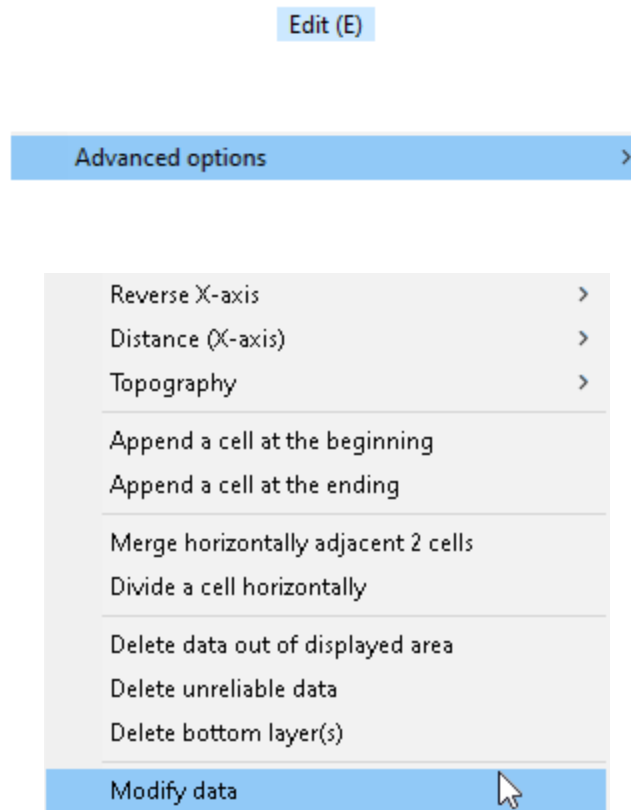 Edit (E)
Advanced options
Reverse X-axis
Distance (X-axis)
Topography
Append a cell at the beginning
Append a cell at the ending
Merge horizontally adjacent 2 cells
Divide a cell horizontally
Delete data out of displayed area
Delete unreliable data
Delete bottom layer(s)
Modify data